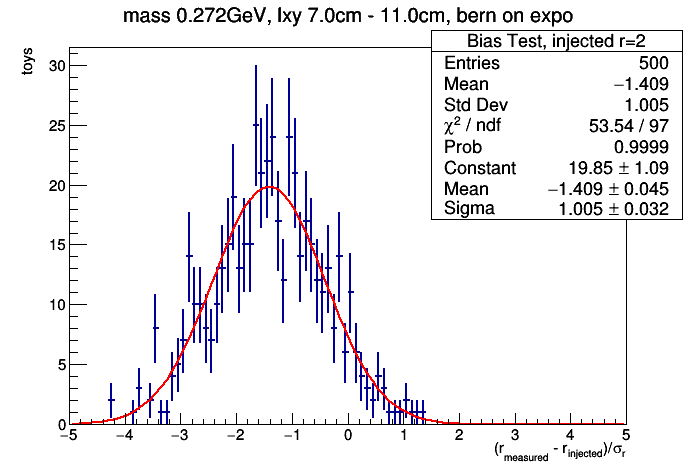 mass 0.272GeV, lxy 7.0cm - 11.0cm, bern on expo
Bias Test, injected r=2
Entries 500
Mean −1.409
Std Dev 1.005
χ² / ndf 53.54 / 97
Prob 0.9999
Constant 19.85 ± 1.09
Mean −1.409 ± 0.045
Sigma 1.005 ± 0.032
toys
30
25
20
15
10
5
0
−5 −4 −3 −2 −1 0 1 2 3 4 5
(r_measured - r_injected)/σ_r